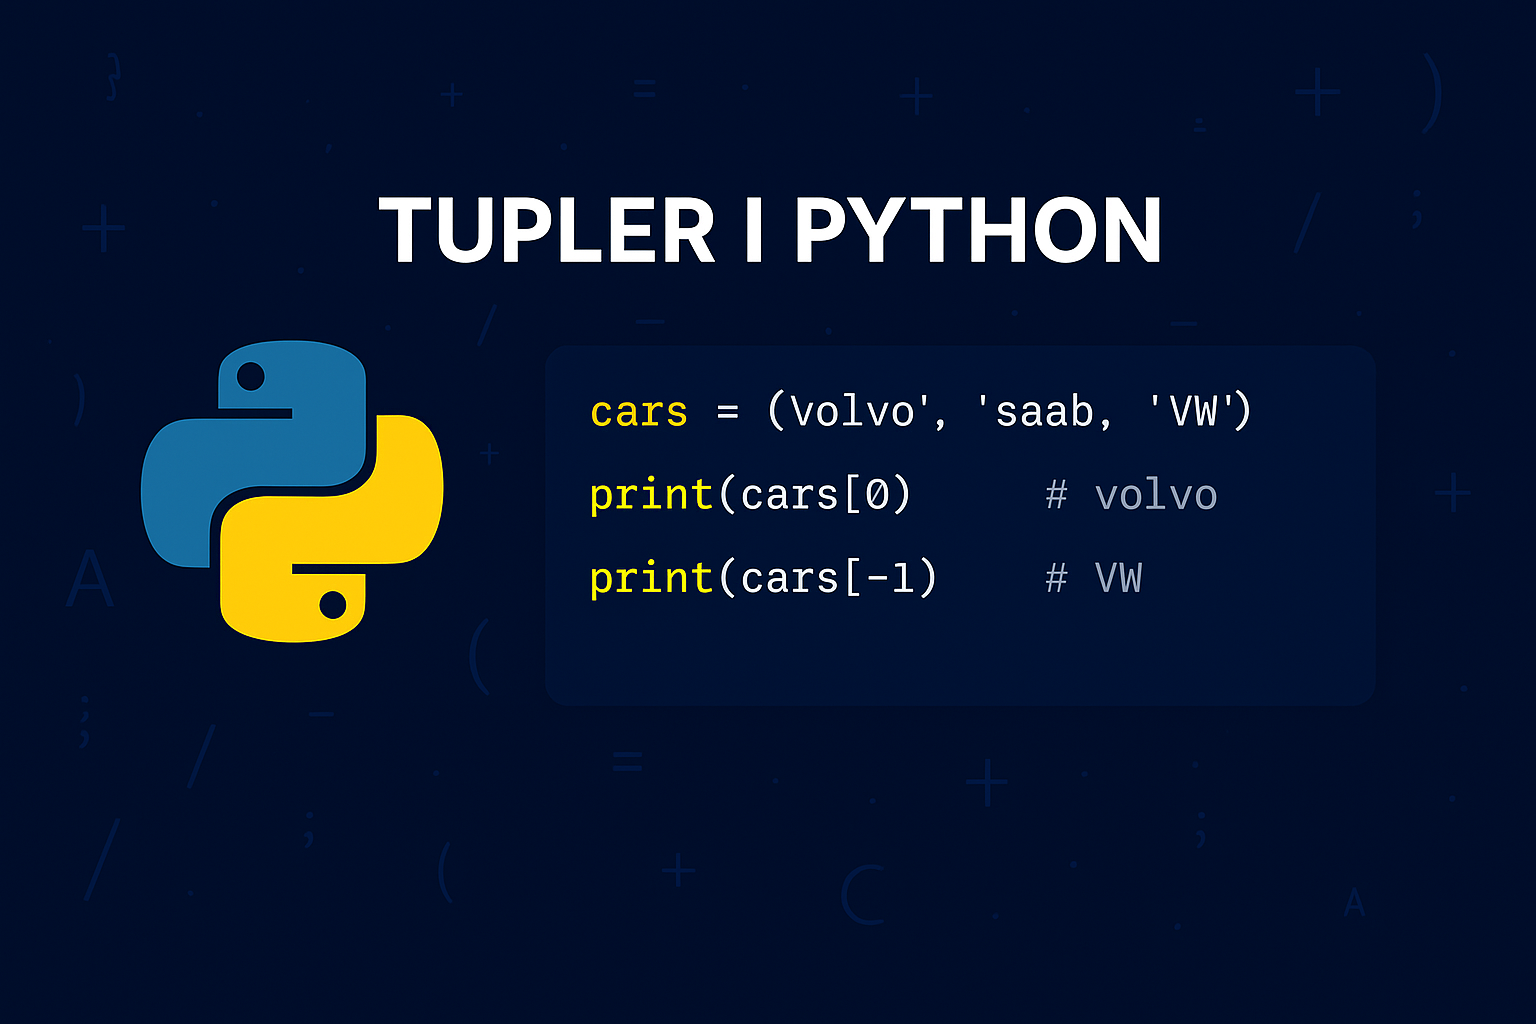 TUPLER I PYTHON
cars = (volvo', 'saab, 'VW')
print(cars[0)     # volvo
print(cars[-1)    # VW